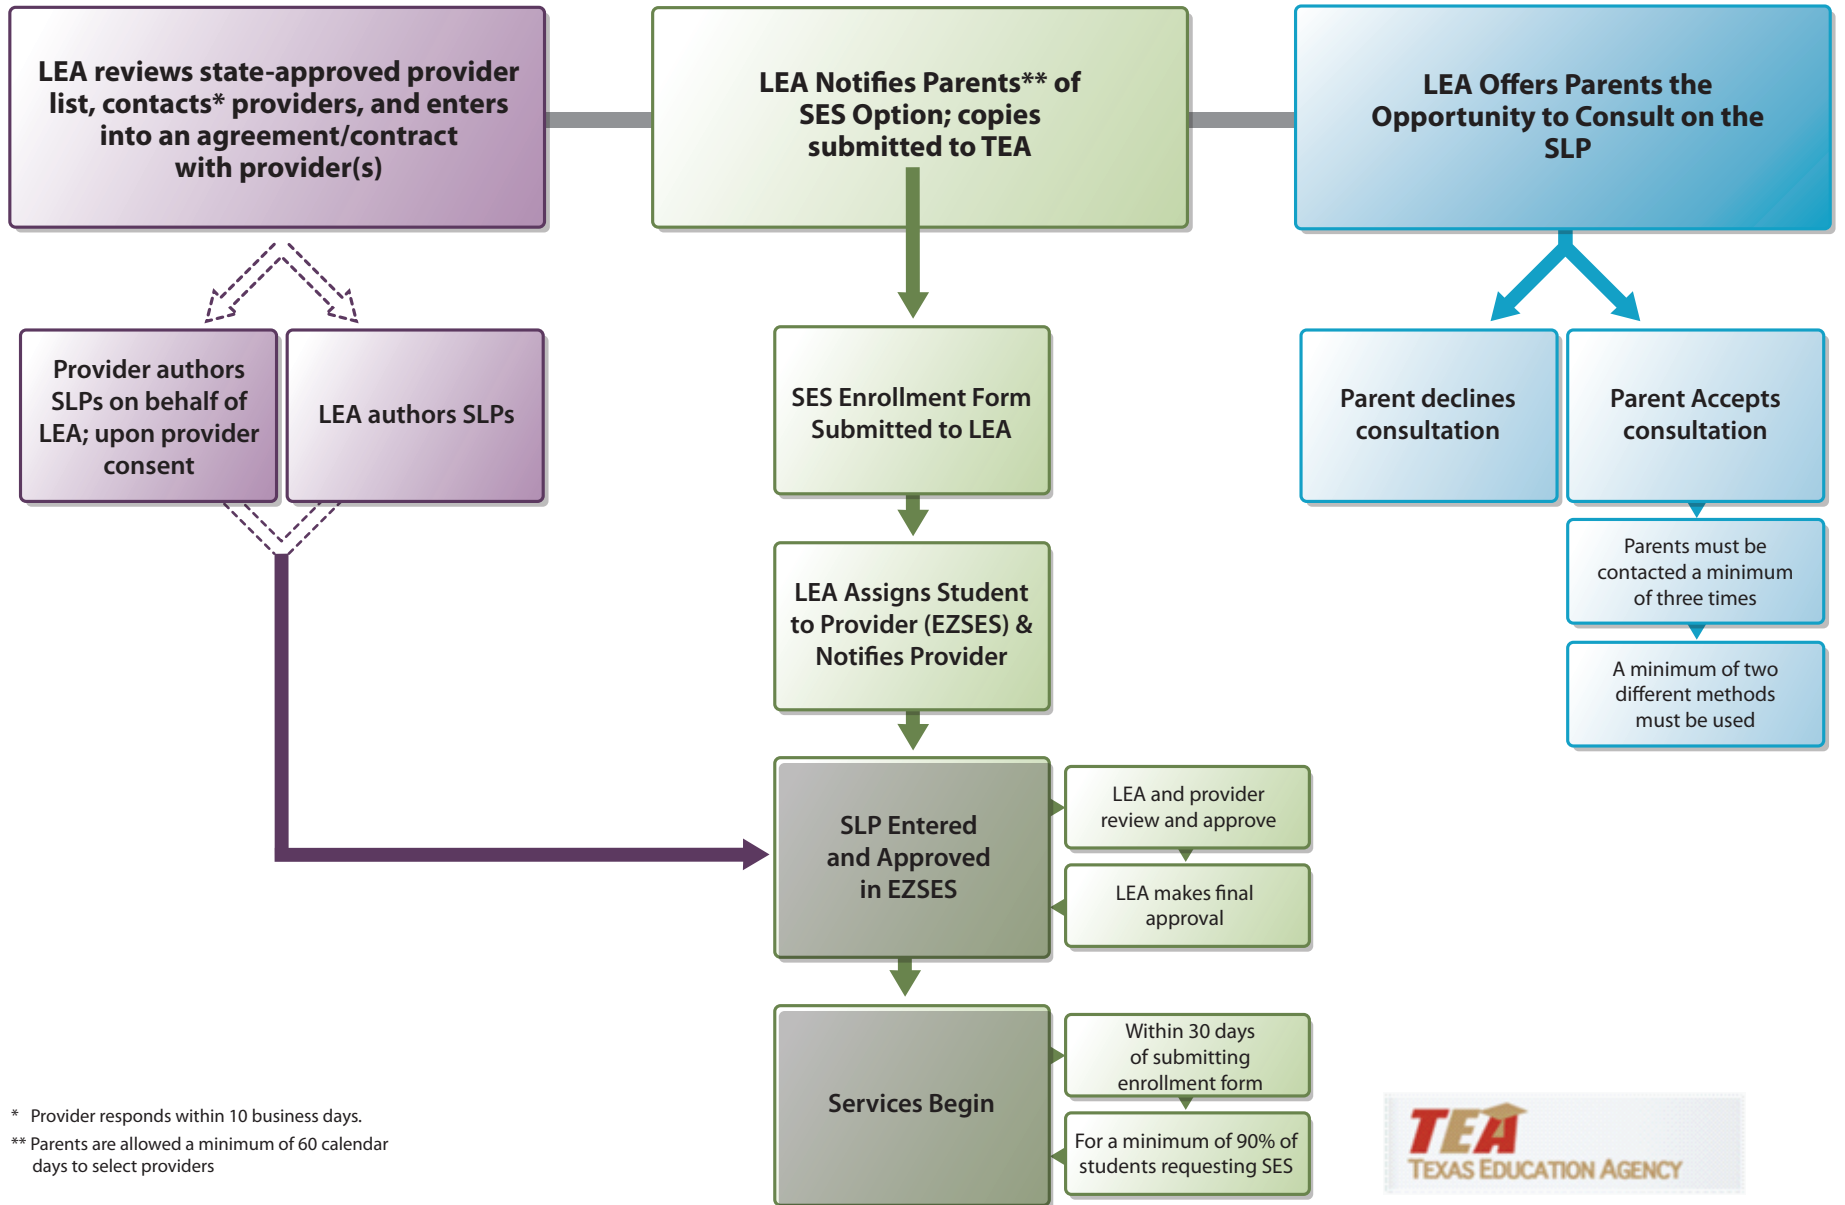 LEA reviews state-approved provider
list, contacts* providers, and enters
into an agreement/contract
with provider(s)
LEA Notifies Parents** of
SES Option; copies
submitted to TEA
LEA Offers Parents the
Opportunity to Consult on the
SLP
Provider authors
SLPs on behalf of
LEA; upon provider
consent
LEA authors SLPs
SES Enrollment Form
Submitted to LEA
Parent declines
consultation
Parent Accepts
consultation
Parents must be
contacted a minimum
of three times
A minimum of two
different methods
must be used
LEA Assigns Student
to Provider (EZSES) &
Notifies Provider
SLP Entered
and Approved
in EZSES
LEA and provider
review and approve
LEA makes final
approval
Services Begin
Within 30 days
of submitting
enrollment form
For a minimum of 90% of
students requesting SES
* Provider responds within 10 business days.
** Parents are allowed a minimum of 60 calendar
days to select providers
TEA
TEXAS EDUCATION AGENCY